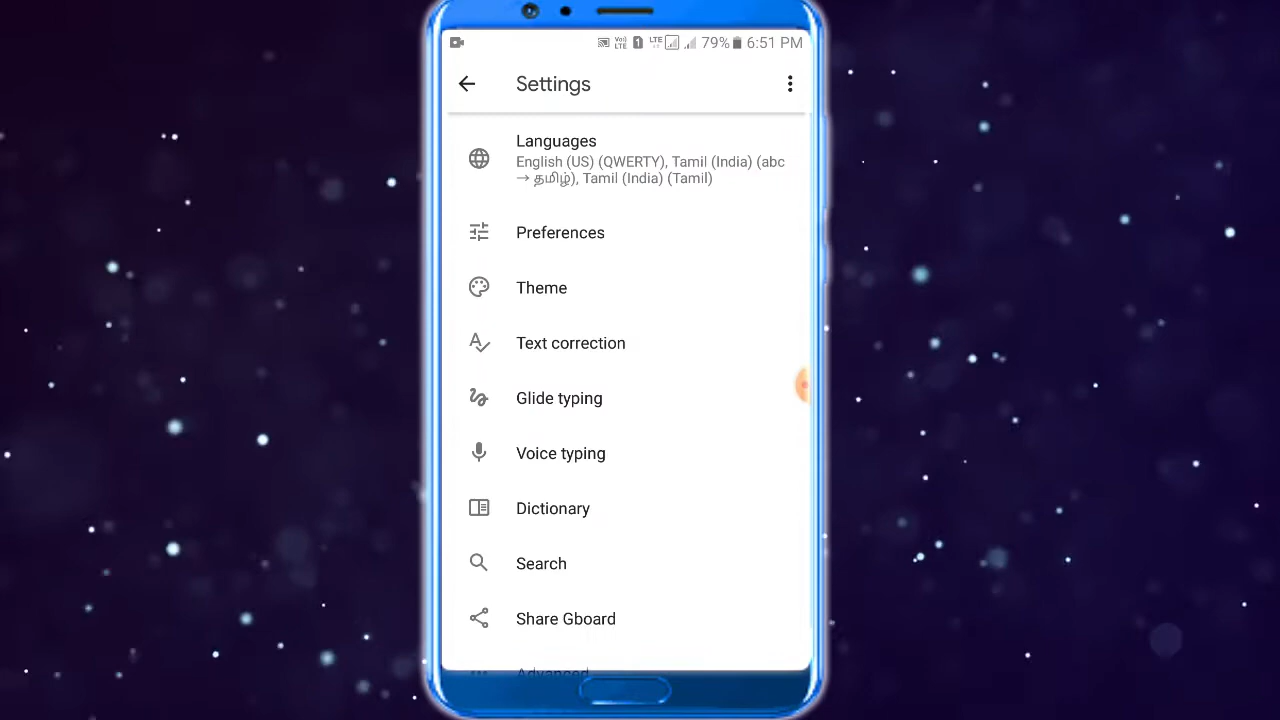 79% 6:51 PM
Settings
Languages
English (US) (QWERTY), Tamil (India) (abc
→ தமிழ்), Tamil (India) (Tamil)
Preferences
Theme
Text correction
Glide typing
Voice typing
Dictionary
Search
Share Gboard
Advanced